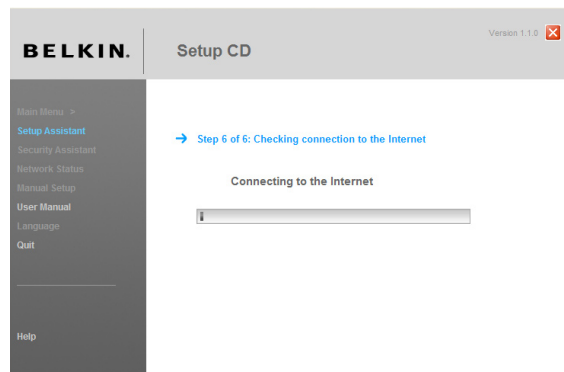 BELKIN.
Setup CD
Version 1.1.0
Main Menu >
Setup Assistant
Security Assistant
Network Status
Manual Setup
User Manual
Language
Quit
Help
Step 6 of 6: Checking connection to the Internet
Connecting to the Internet